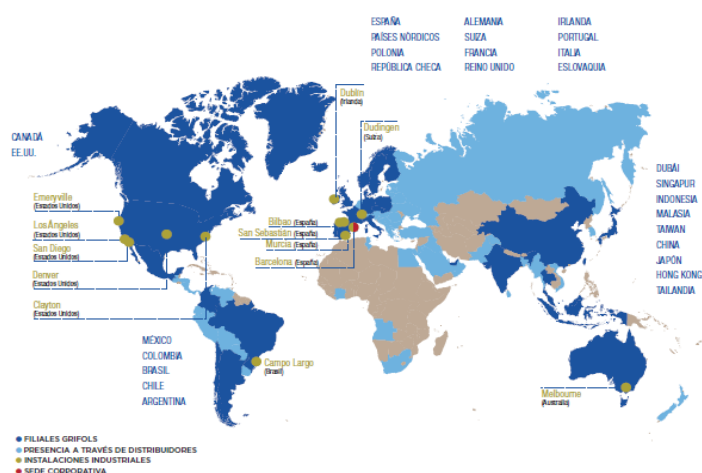 ESPAÑA
PAÍSES NÓRDICOS
POLONIA
REPÚBLICA CHECA
ALEMANIA
SUIZA
FRANCIA
REINO UNIDO
IRLANDA
PORTUGAL
ITALIA
ESLOVAQUIA
CANADÁ
EE.UU.
Dublín
(Irlanda)
Dudingen
(Suiza)
Emeryville
(Estados Unidos)
Los Ángeles
(Estados Unidos)
San Diego
(Estados Unidos)
Denver
(Estados Unidos)
Clayton
(Estados Unidos)
Bilbao (España)
San Sebastián (España)
Murcia (España)
Barcelona (España)
DUBÁI
SINGAPUR
INDONESIA
MALASIA
TAIWAN
CHINA
JAPÓN
HONG KONG
TAILANDIA
MÉXICO
COLOMBIA
BRASIL
CHILE
ARGENTINA
Campo Largo
(Brasil)
Melbourne
(Australia)
FILIALES GRIFOLS
PRESENCIA A TRAVÉS DE DISTRIBUIDORES
INSTALACIONES INDUSTRIALES
SEDE CORPORATIVA